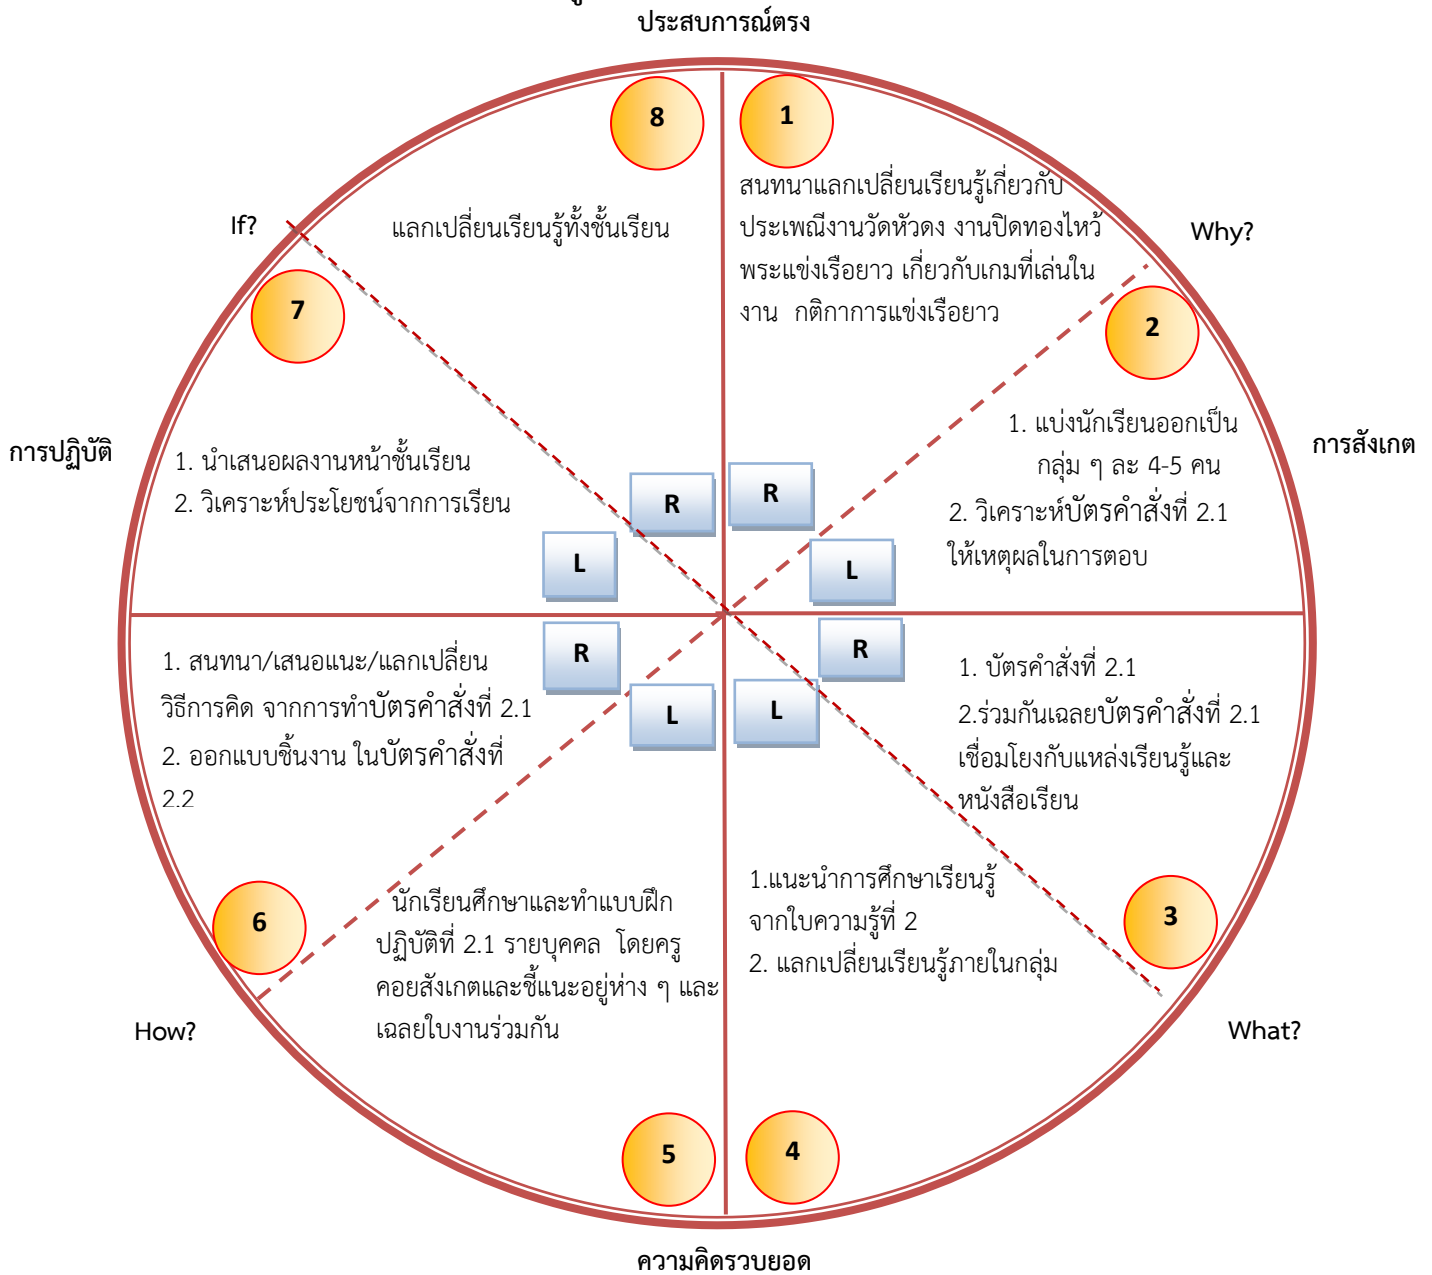 ประสบการณ์ตรง
8
1
สนทนาแลกเปลี่ยนเรียนรู้เกี่ยวกับ
ประเพณีงานวัดหัวดง งานปิดทองไหว้
พระแข่งเรือยาว เกี่ยวกับเกมที่เล่นใน
งาน กติกาการแข่งเรือยาว
แลกเปลี่ยนเรียนรู้ทั้งชั้นเรียน
If?
Why?
7
2
1. แบ่งนักเรียนออกเป็น
กลุ่ม ๆ ละ 4-5 คน
2. วิเคราะห์บัตรคำสั่งที่ 2.1
ให้เหตุผลในการตอบ
การปฏิบัติ
การสังเกต
1. นำเสนอผลงานหน้าชั้นเรียน
2. วิเคราะห์ประโยชน์จากการเรียน
R
R
L
L
R
R
L
L
1. สนทนา/เสนอแนะ/แลกเปลี่ยน
วิธีการคิด จากการทำบัตรคำสั่งที่ 2.1
2. ออกแบบชิ้นงาน ในบัตรคำสั่งที่
2.2
1. บัตรคำสั่งที่ 2.1
2.ร่วมกันเฉลยบัตรคำสั่งที่ 2.1
เชื่อมโยงกับแหล่งเรียนรู้และ
หนังสือเรียน
1.แนะนำการศึกษาเรียนรู้
จากใบความรู้ที่ 2
2. แลกเปลี่ยนเรียนรู้ภายในกลุ่ม
6
นักเรียนศึกษาและทำแบบฝึก
ปฏิบัติที่ 2.1 รายบุคคล โดยครู
คอยสังเกตและชี้แนะอยู่ห่าง ๆ และ
เฉลยใบงานร่วมกัน
3
How?
What?
5
4
ความคิดรวบยอด